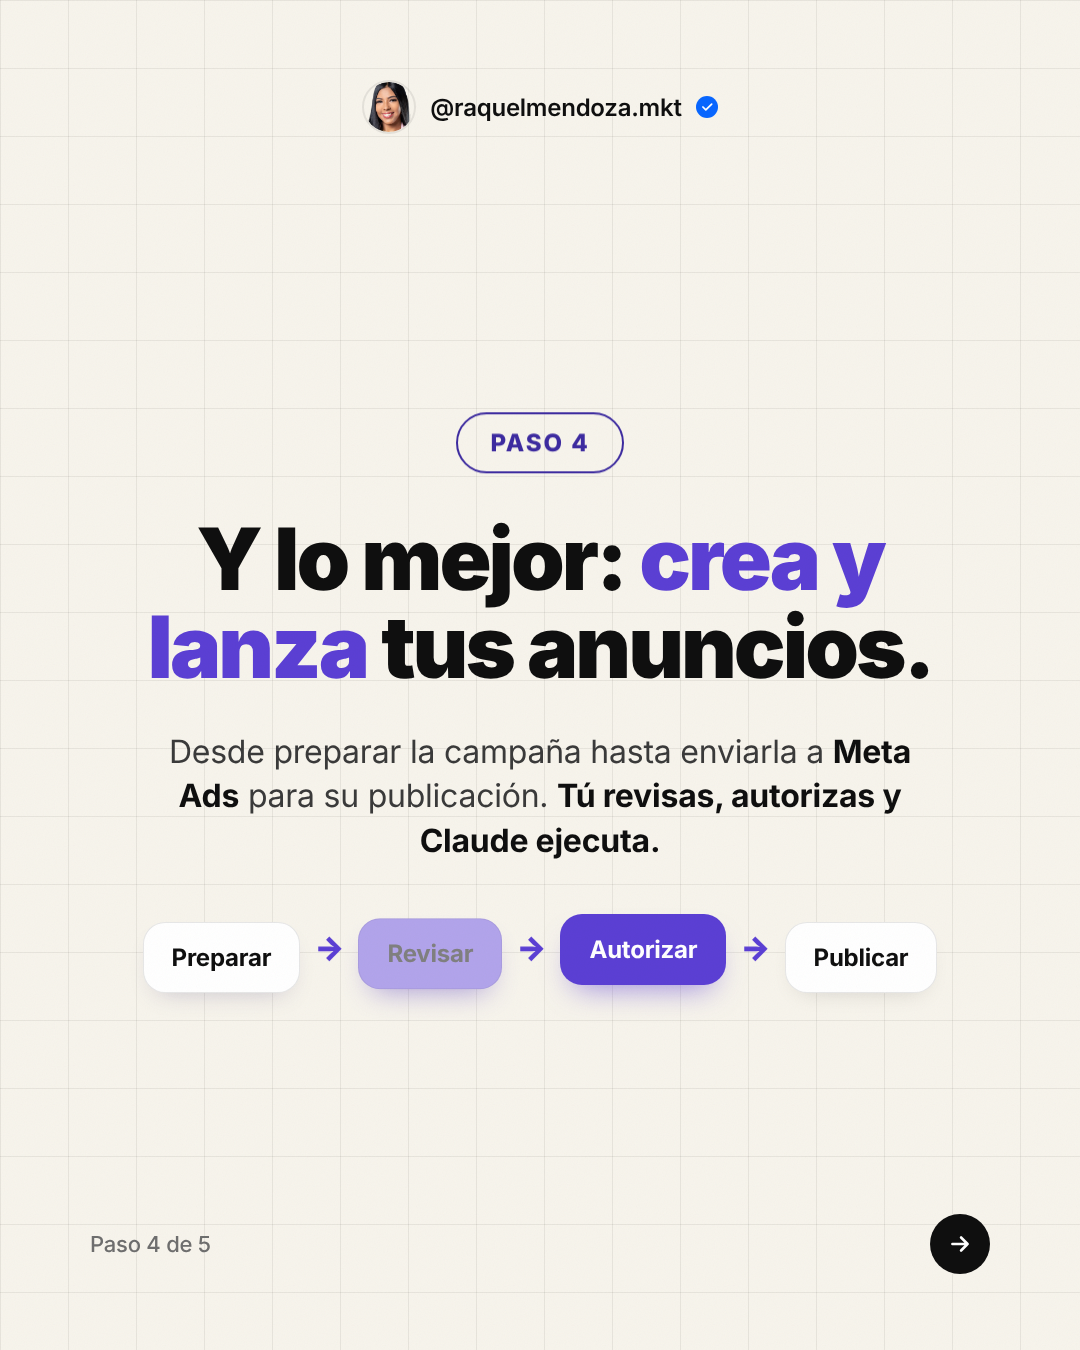 @raquelmendoza.mkt
PASO 4
Y lo mejor: crea y
lanza tus anuncios.
Desde preparar la campaña hasta enviarla a Meta
Ads para su publicación. Tú revisas, autorizas y
Claude ejecuta.
Preparar → Revisar → Autorizar → Publicar
Paso 4 de 5